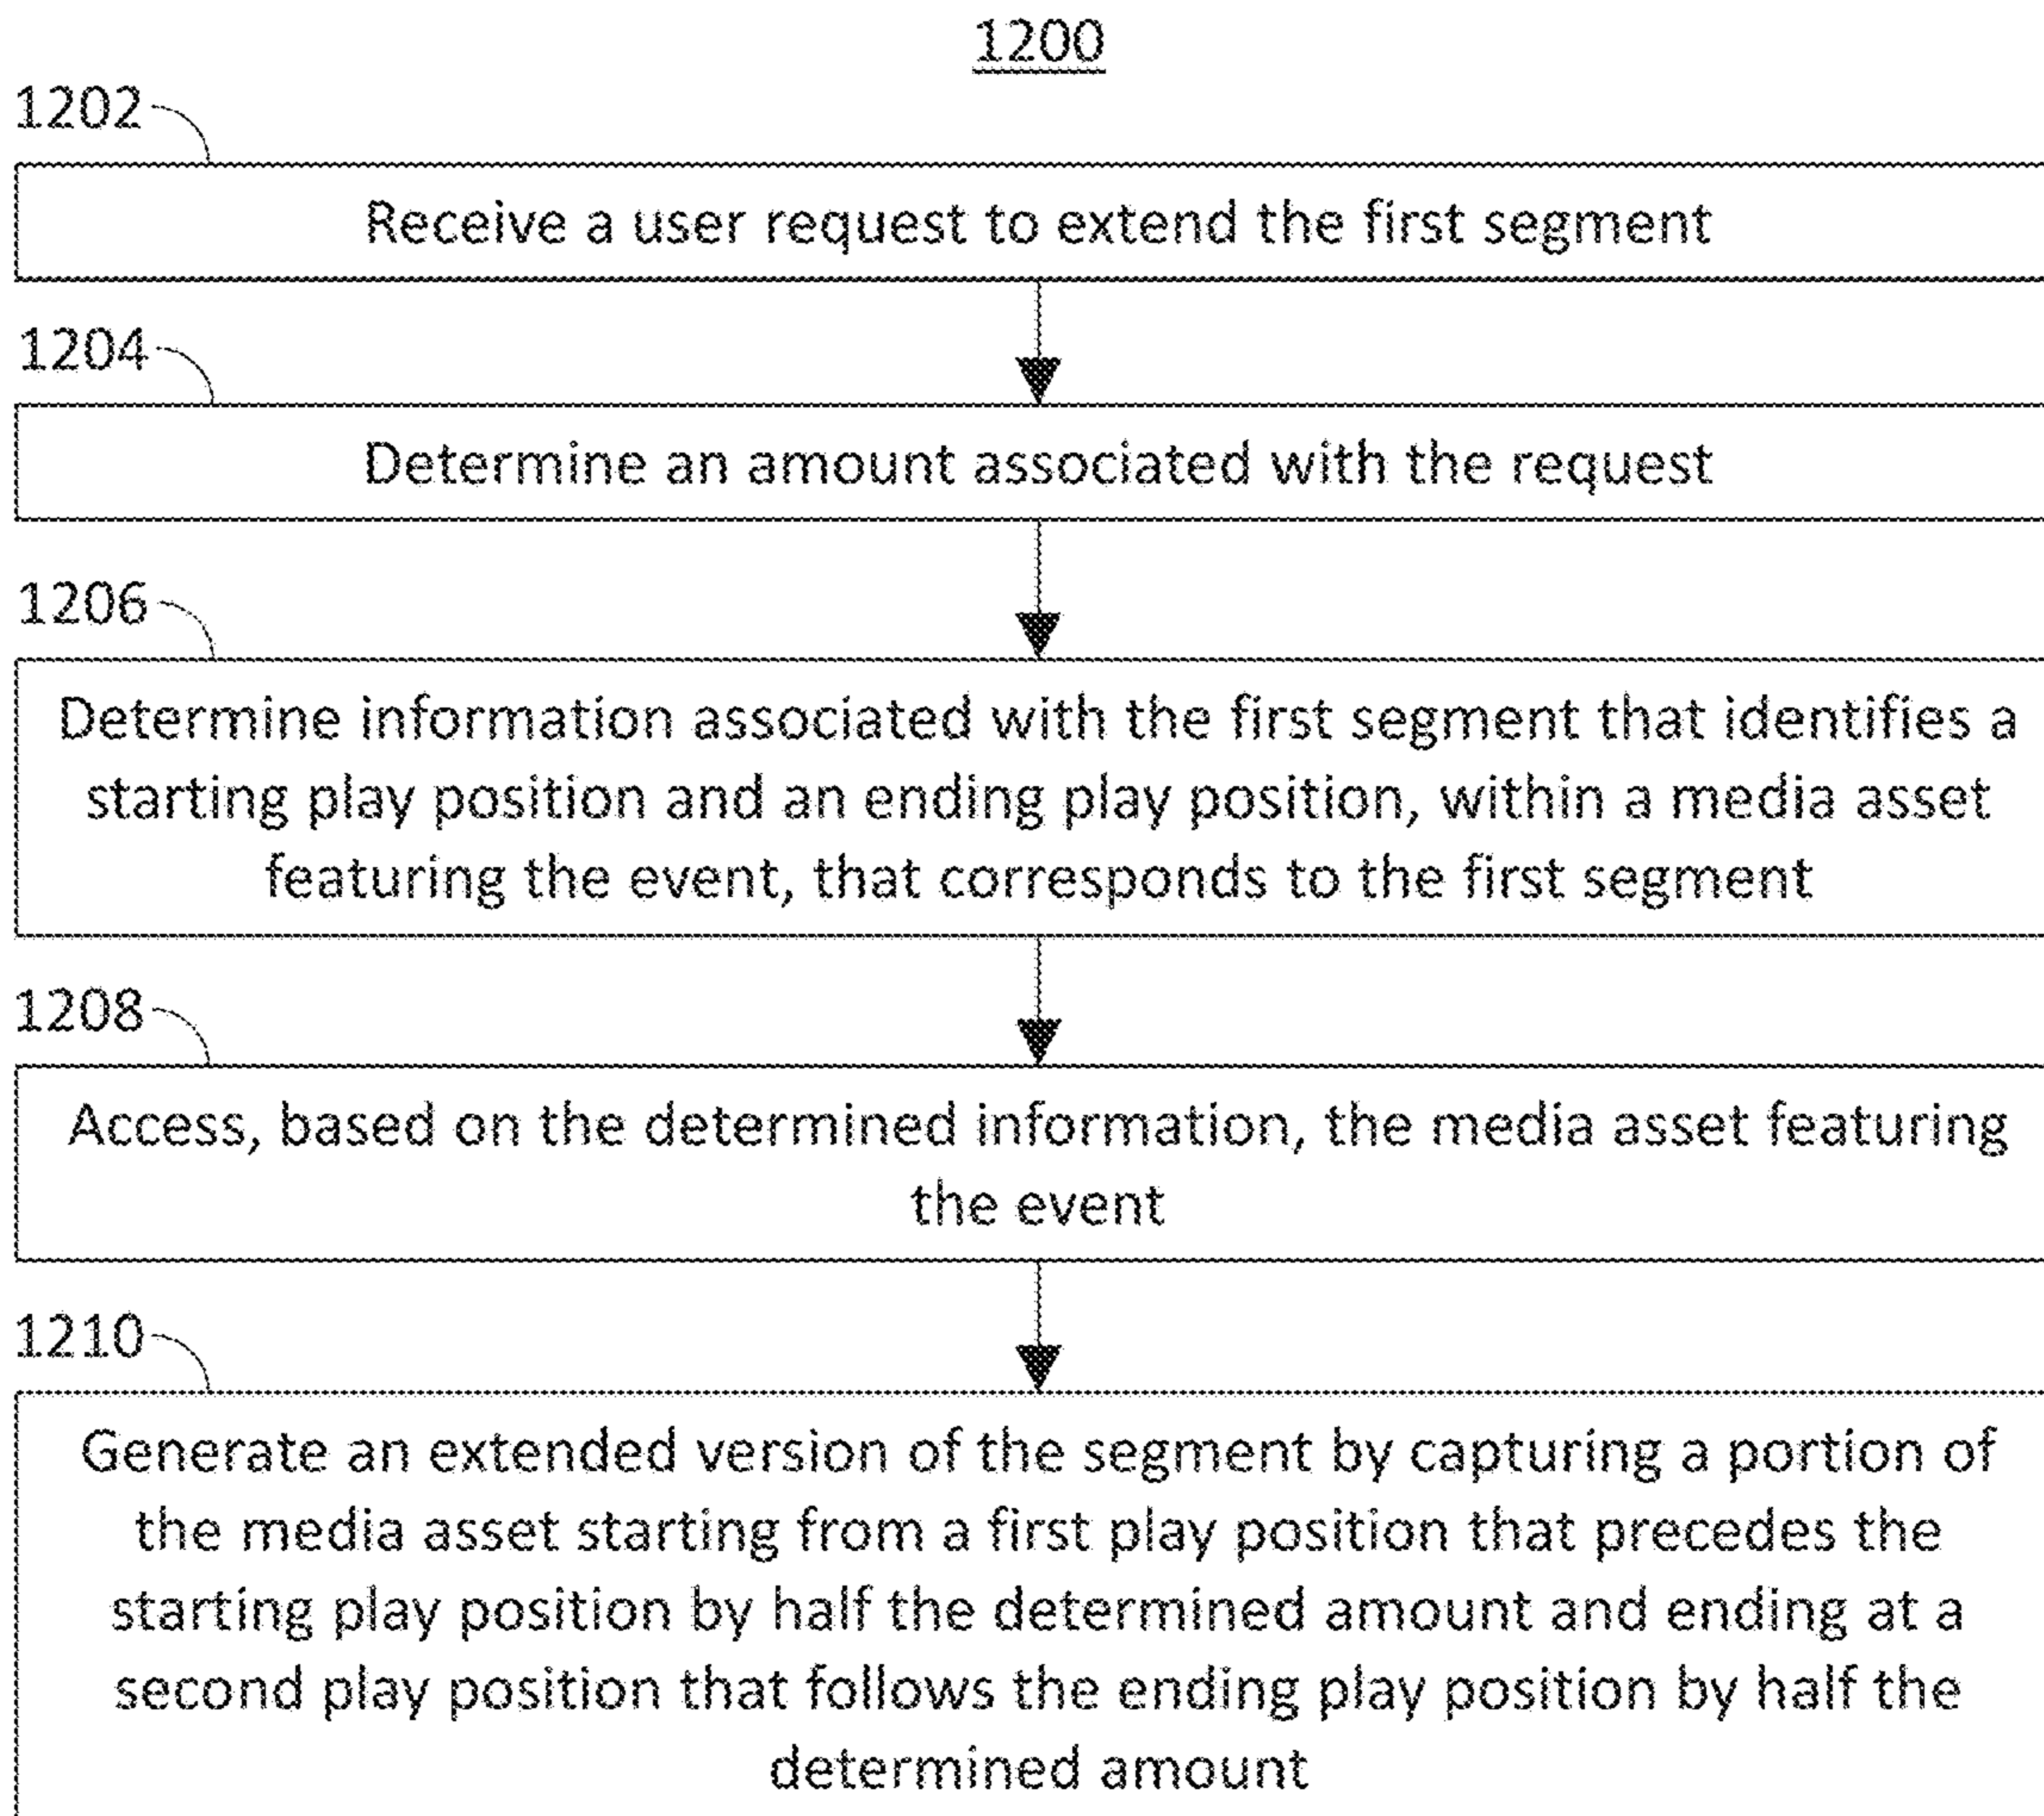 1200
1202
Receive a user request to extend the first segment
1204
Determine an amount associated with the request
1206
Determine information associated with the first segment that identifies a
starting play position and an ending play position, within a media asset
featuring the event, that corresponds to the first segment
1208
Access, based on the determined information, the media asset featuring
the event
1210
Generate an extended version of the segment by capturing a portion of
the media asset starting from a first play position that precedes the
starting play position by half the determined amount and ending at a
second play position that follows the ending play position by half the
determined amount